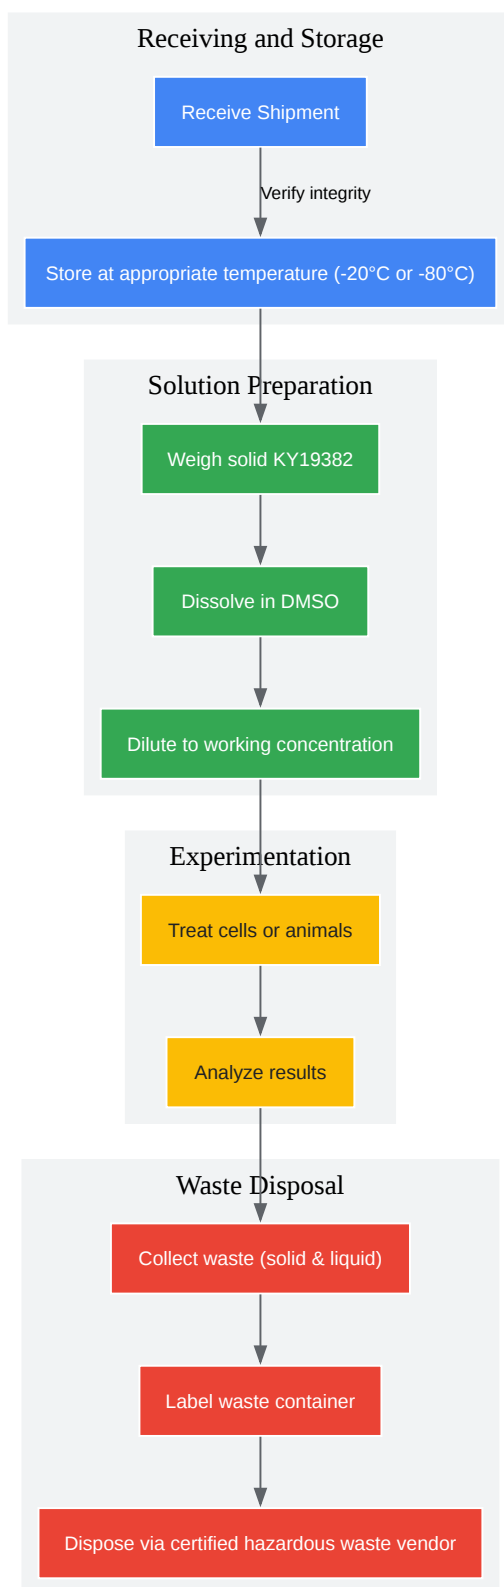 Receiving and Storage
Receive Shipment
Verify integrity
Store at appropriate temperature (-20°C or -80°C)
Solution Preparation
Weigh solid KY19382
Dissolve in DMSO
Dilute to working concentration
Experimentation
Treat cells or animals
Analyze results
Waste Disposal
Collect waste (solid & liquid)
Label waste container
Dispose via certified hazardous waste vendor